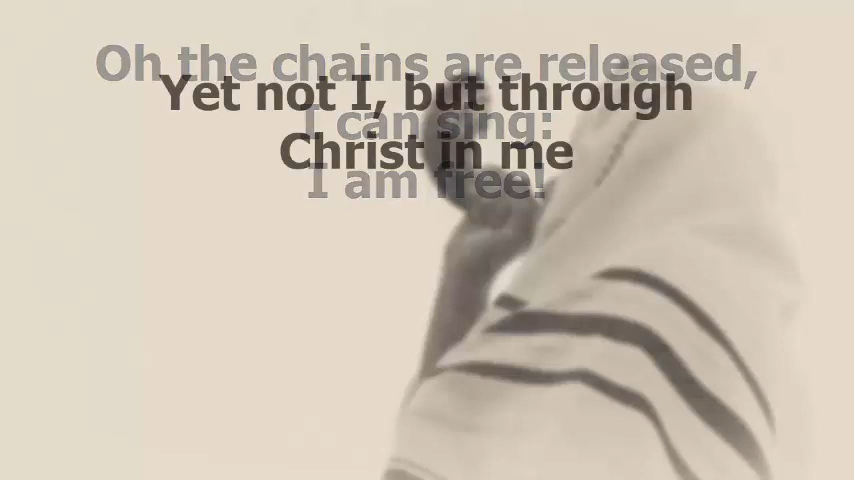 Oh the chains are released,
Yet not I, but through
I can sing:
Christ in me
I am free!